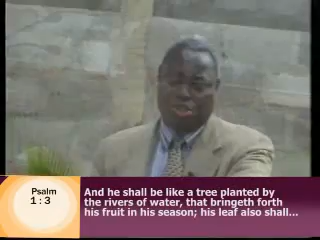 Psalm
1 : 3
And he shall be like a tree planted by
the rivers of water, that bringeth forth
his fruit in his season; his leaf also shall...